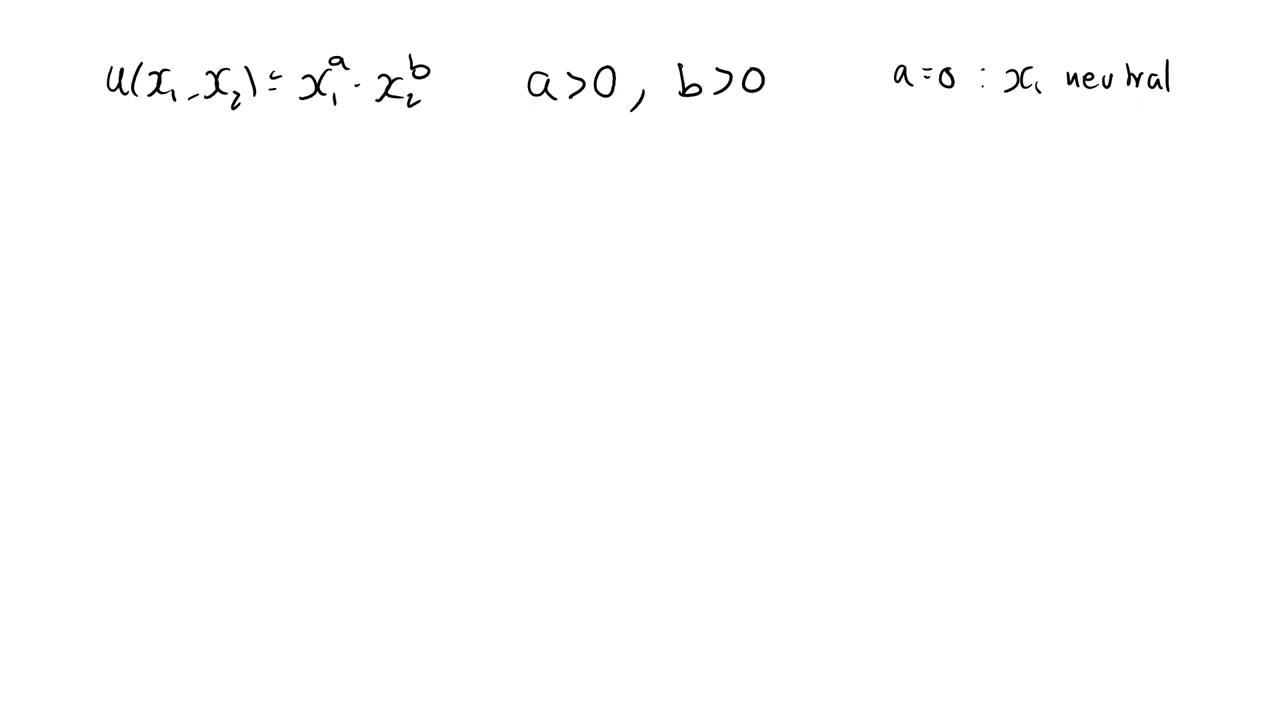 u(x₁, x₂) = x₁ᵃ · x₂ᵇ  a>0, b>0  a=0 : x₁ neutral